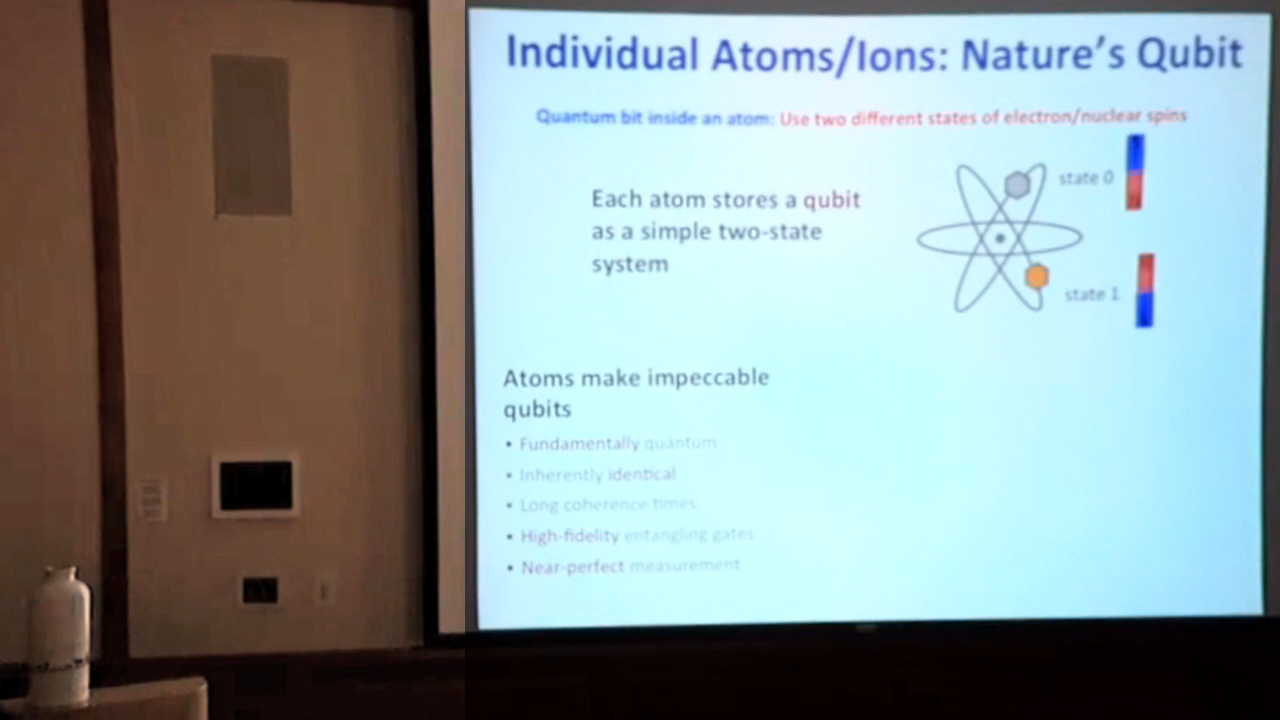 Individual Atoms/Ions: Nature's Qubit
Quantum bit inside an atom: Use two different states of electron/nuclear spins
Each atom stores a qubit
as a simple two-state
system
state 0
state 1
Atoms make impeccable
qubits
• Fundamentally quantum
• Inherently identical
• Long coherence times
• High-fidelity entangling gates
• Near-perfect measurement